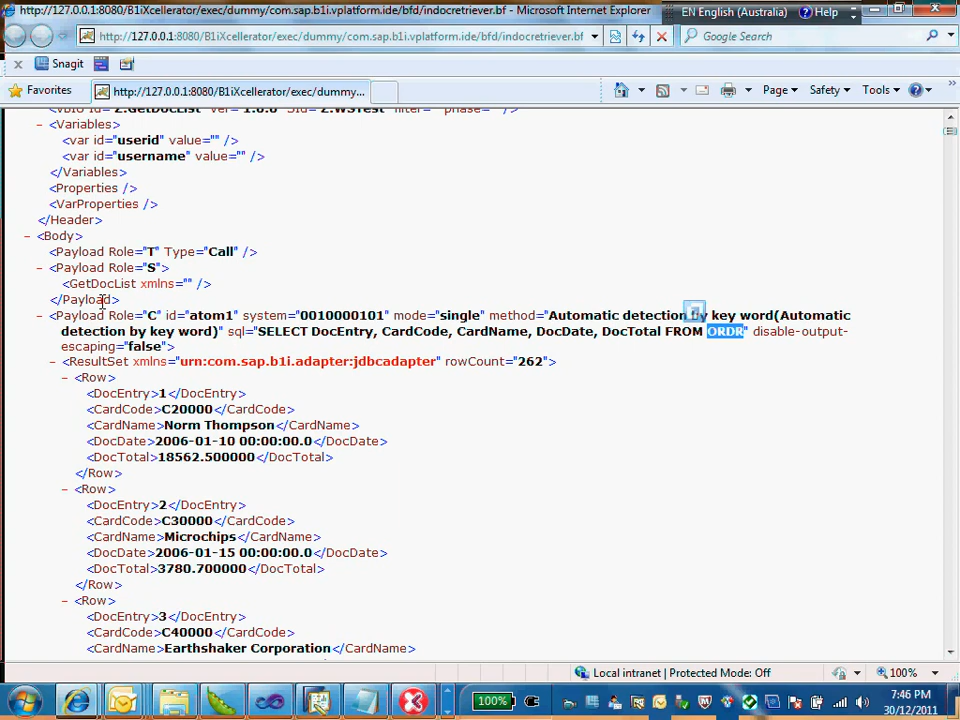 http://127.0.0.1:8080/B1iXcellerator/exec/dummy/com.sap.b1i.vplatform.ide/bfd/indocretriever.bf - Microsoft Internet Explorer
EN English (Australia) Help
http://127.0.0.1:8080/B1iXcellerator/exec/dummy/com.sap.b1i.vplatform.ide/bfd/indocretriever.bf
Google Search
Snagit
Favorites
http://127.0.0.1:8080/B1iXcellerator/exec/dummy...
Page Safety Tools
- <Variables>
<var id="userid" value="" />
<var id="username" value="" />
</Variables>
<Properties />
<VarProperties />
</Header>
- <Body>
<Payload Role="T" Type="Call" />
- <Payload Role="S">
<GetDocList xmlns="" />
</Payload>
- <Payload Role="C" id="atom1" system="0010000101" mode="single" method="Automatic detection by key word(Automatic
detection by key word)" sql="SELECT DocEntry, CardCode, CardName, DocDate, DocTotal FROM ORDR" disable-output-
escaping="false">
- <ResultSet xmlns="urn:com.sap.b1i.adapter:jdbcadapter" rowCount="262">
- <Row>
<DocEntry>1</DocEntry>
<CardCode>C20000</CardCode>
<CardName>Norm Thompson</CardName>
<DocDate>2006-01-10 00:00:00.0</DocDate>
<DocTotal>18562.500000</DocTotal>
</Row>
- <Row>
<DocEntry>2</DocEntry>
<CardCode>C30000</CardCode>
<CardName>Microchips</CardName>
<DocDate>2006-01-15 00:00:00.0</DocDate>
<DocTotal>3780.700000</DocTotal>
</Row>
- <Row>
<DocEntry>3</DocEntry>
<CardCode>C40000</CardCode>
<CardName>Earthshaker Corporation</CardName>
Local intranet | Protected Mode: Off
100%
100%
7:46 PM
30/12/2011